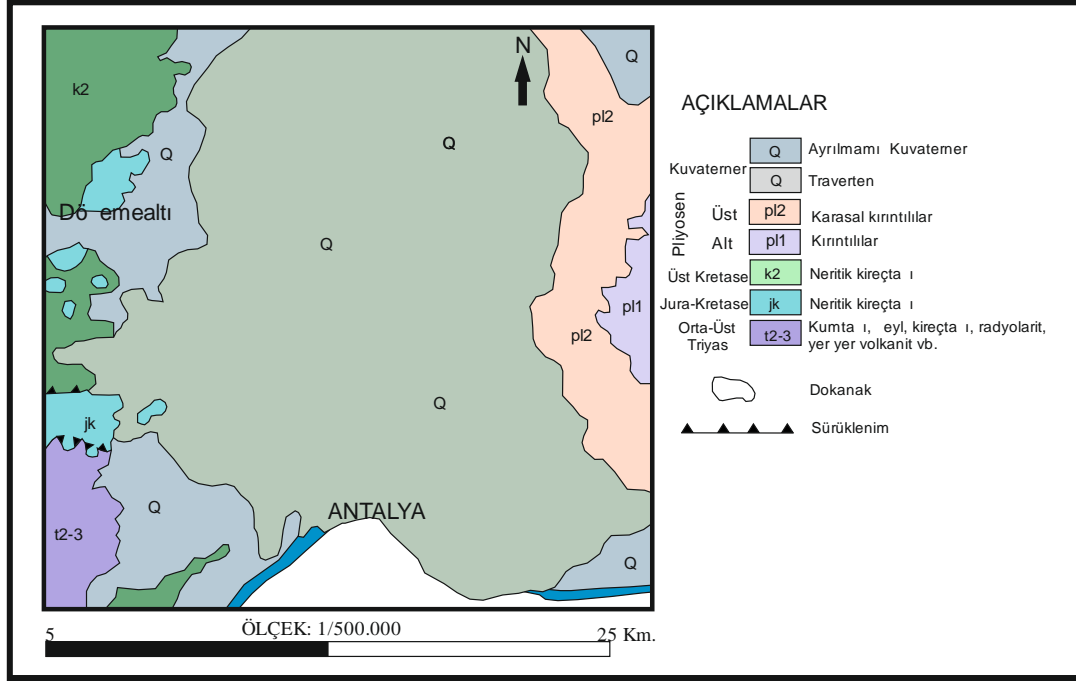 N
k2
Q
pl2
Q
Q
Dö emealtı
Q
pl1
pl2
Q
jk
Q
ANTALYA
t2-3
Q
ÖLÇEK: 1/500.000
5 25 Km.
AÇIKLAMALAR
Kuvaterner Q Ayrılmamı Kuvaterner
Q Traverten
Pliyosen
Üst pl2 Karasal kırıntılılar
Alt pl1 Kırıntılılar
Üst Kretase k2 Neritik kireçta ı
Jura-Kretase jk Neritik kireçta ı
Orta-Üst Triyas t2-3 Kumta ı, eyl, kireçta ı, radyolarit,
yer yer volkanit vb.
Dokanak
Sürüklenim